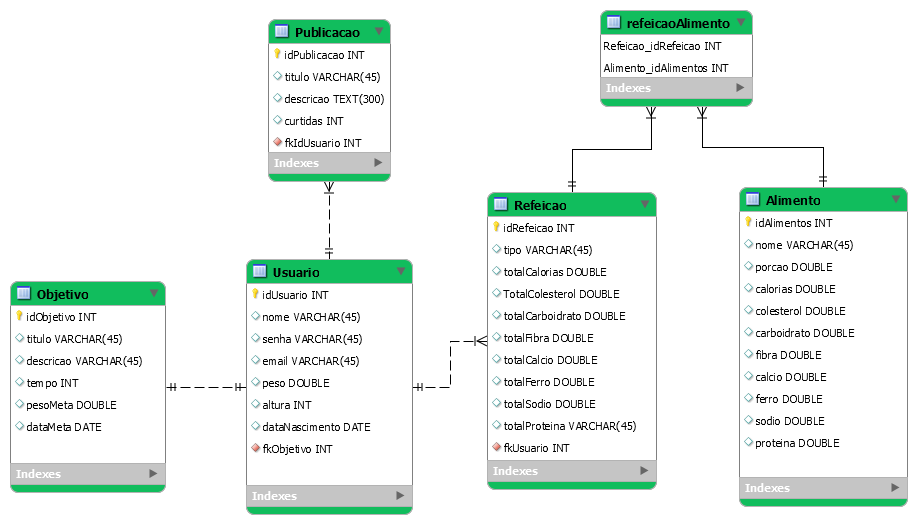 Publicacao
idPublicacao INT
titulo VARCHAR(45)
descricao TEXT(300)
curtidas INT
fkIdUsuario INT
Indexes
refeicaoAlimento
Refeicao_idRefeicao INT
Alimento_idAlimentos INT
Indexes
Objetivo
idObjetivo INT
titulo VARCHAR(45)
descricao VARCHAR(45)
tempo INT
pesoMeta DOUBLE
dataMeta DATE
Indexes
Usuario
idUsuario INT
nome VARCHAR(45)
senha VARCHAR(45)
email VARCHAR(45)
peso DOUBLE
altura INT
dataNascimento DATE
fkObjetivo INT
Indexes
Refeicao
idRefeicao INT
tipo VARCHAR(45)
totalCalorias DOUBLE
TotalColesterol DOUBLE
totalCarboidrato DOUBLE
totalFibra DOUBLE
totalCalcio DOUBLE
totalFerro DOUBLE
totalSodio DOUBLE
totalProteina VARCHAR(45)
fkUsuario INT
Indexes
Alimento
idAlimentos INT
nome VARCHAR(45)
porcao DOUBLE
calorias DOUBLE
colesterol DOUBLE
carboidrato DOUBLE
fibra DOUBLE
calcio DOUBLE
ferro DOUBLE
sodio DOUBLE
proteina DOUBLE
Indexes